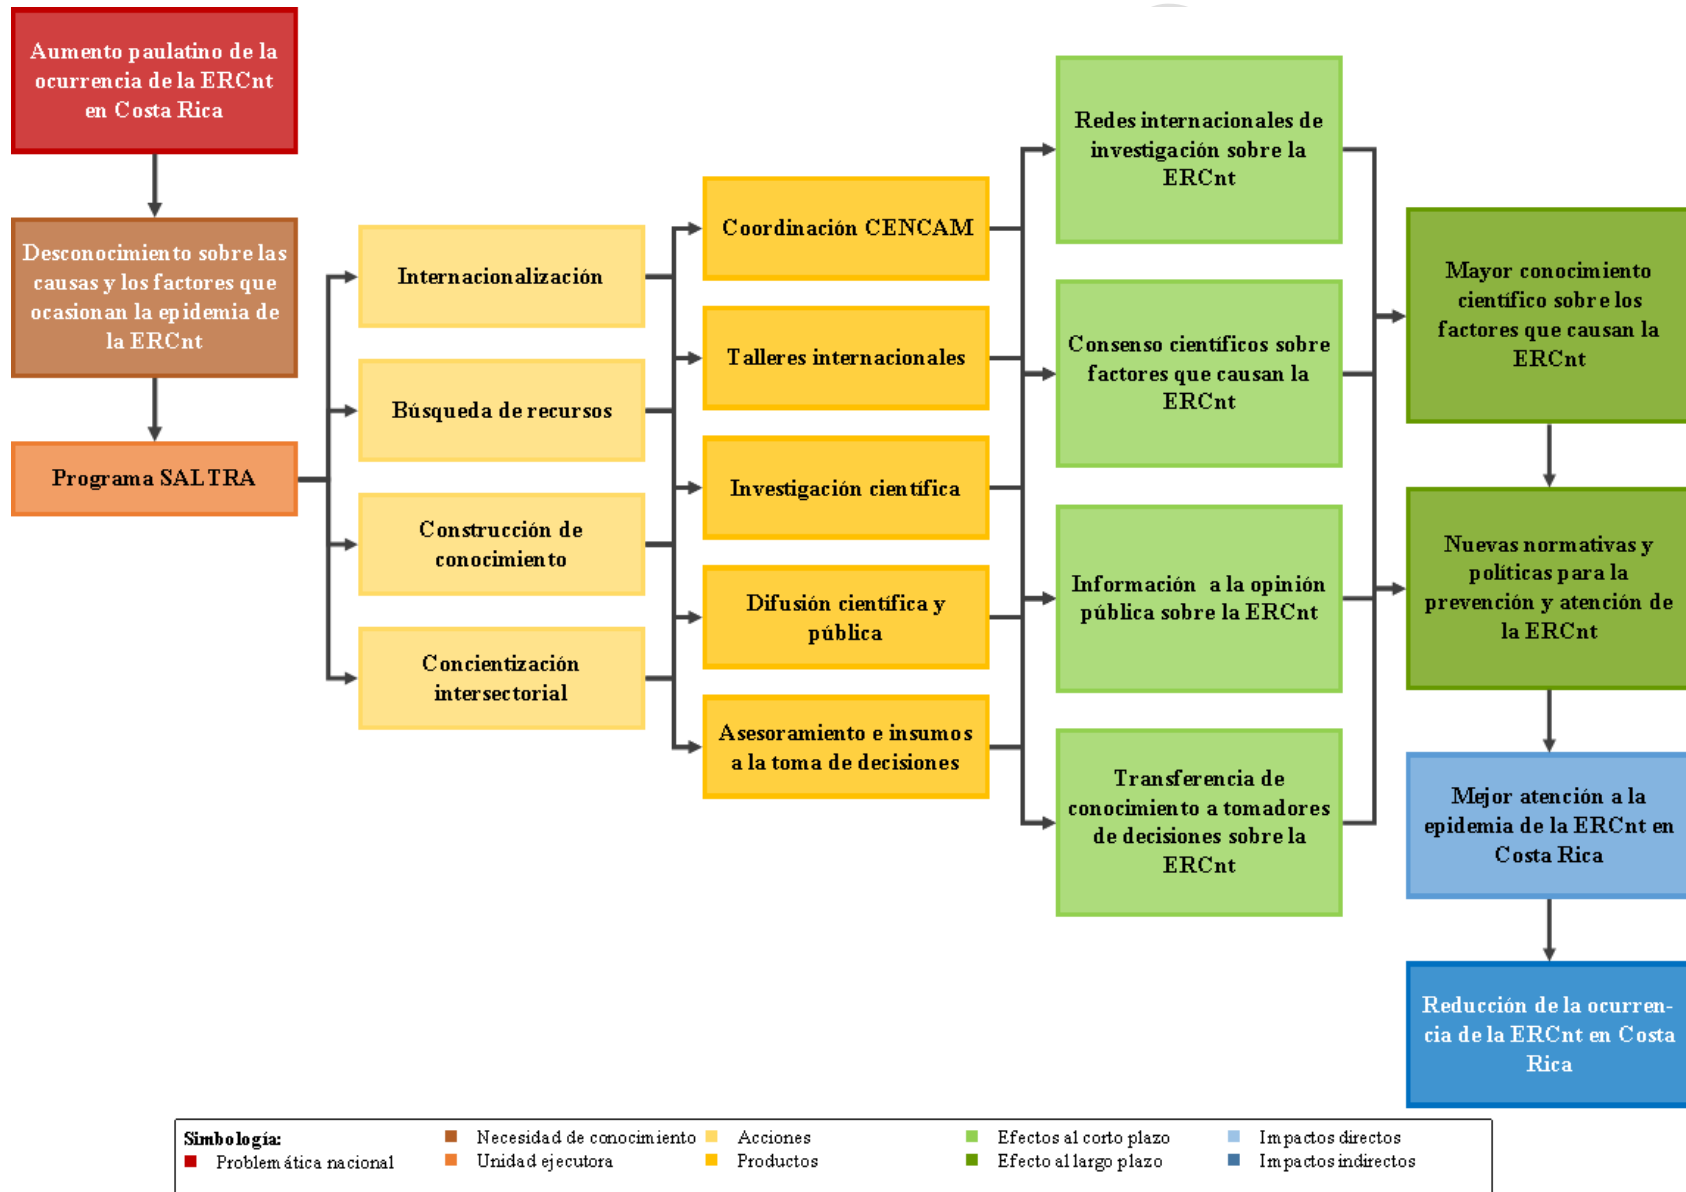 Aumento paulatino de la
ocurrencia de la ERCnt
en Costa Rica
Desconocimiento sobre las
causas y los factores que
ocasionan la epidemia de
la ERCnt
Programa SALTRA
Internacionalización
Búsqueda de recursos
Construcción de
conocimiento
Concientización
intersectorial
Coordinación CENCAM
Talleres internacionales
Investigación científica
Difusión científica y
pública
Asesoramiento e insumos
a la toma de decisiones
Redes internacionales de
investigación sobre la
ERCnt
Consenso científicos sobre
factores que causan la
ERCnt
Información a la opinión
pública sobre la ERCnt
Transferencia de
conocimiento a tomadores
de decisiones sobre la
ERCnt
Mayor conocimiento
científico sobre los
factores que causan la
ERCnt
Nuevas normativas y
políticas para la
prevención y atención de
la ERCnt
Mejor atención a la
epidemia de la ERCnt en
Costa Rica
Reducción de la ocurren-
cia de la ERCnt en Costa
Rica
Simbología:
Problemática nacional
Necesidad de conocimiento
Unidad ejecutora
Acciones
Productos
Efectos al corto plazo
Efecto al largo plazo
Impactos directos
Impactos indirectos